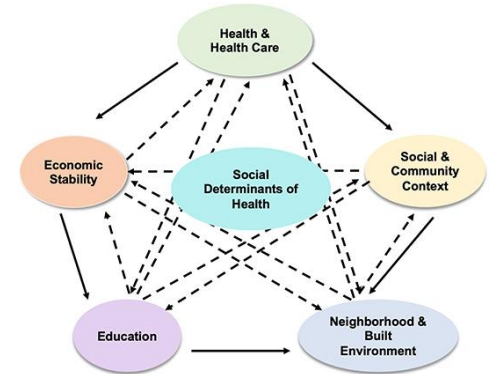 Health &
Health Care
Economic
Stability
Social
Determinants of
Health
Social &
Community
Context
Education
Neighborhood &
Built
Environment